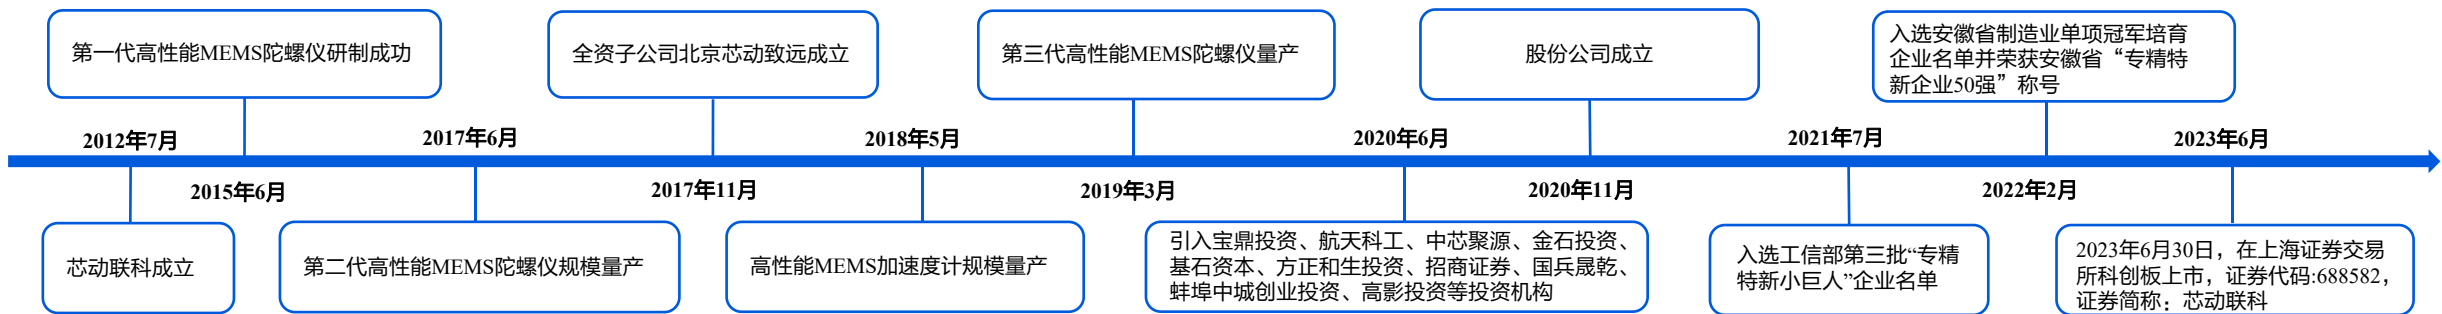 第一代高性能MEMS陀螺仪研制成功
全资子公司北京芯动致远成立
第三代高性能MEMS陀螺仪量产
股份公司成立
入选安徽省制造业单项冠军培育
企业名单并荣获安徽省“专精特
新企业50强”称号
2012年7月
2017年6月
2018年5月
2020年6月
2021年7月
2023年6月
2015年6月
2017年11月
2019年3月
2020年11月
2022年2月
芯动联科成立
第二代高性能MEMS陀螺仪规模量产
高性能MEMS加速度计规模量产
引入宝鼎投资、航天科工、中芯聚源、金石投资、
基石资本、方正和生投资、招商证券、国兵晟乾、
蚌埠中城创业投资、高影投资等投资机构
入选工信部第三批“专精
特新小巨人”企业名单
2023年6月30日，在上海证券交易
所科创板上市，证券代码:688582，
证券简称：芯动联科